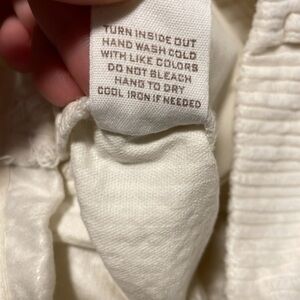 TURN INSIDE OUT
HAND WASH COLD
WITH LIKE COLORS
DO NOT BLEACH
HANG TO DRY
COOL IRON IF NEEDED